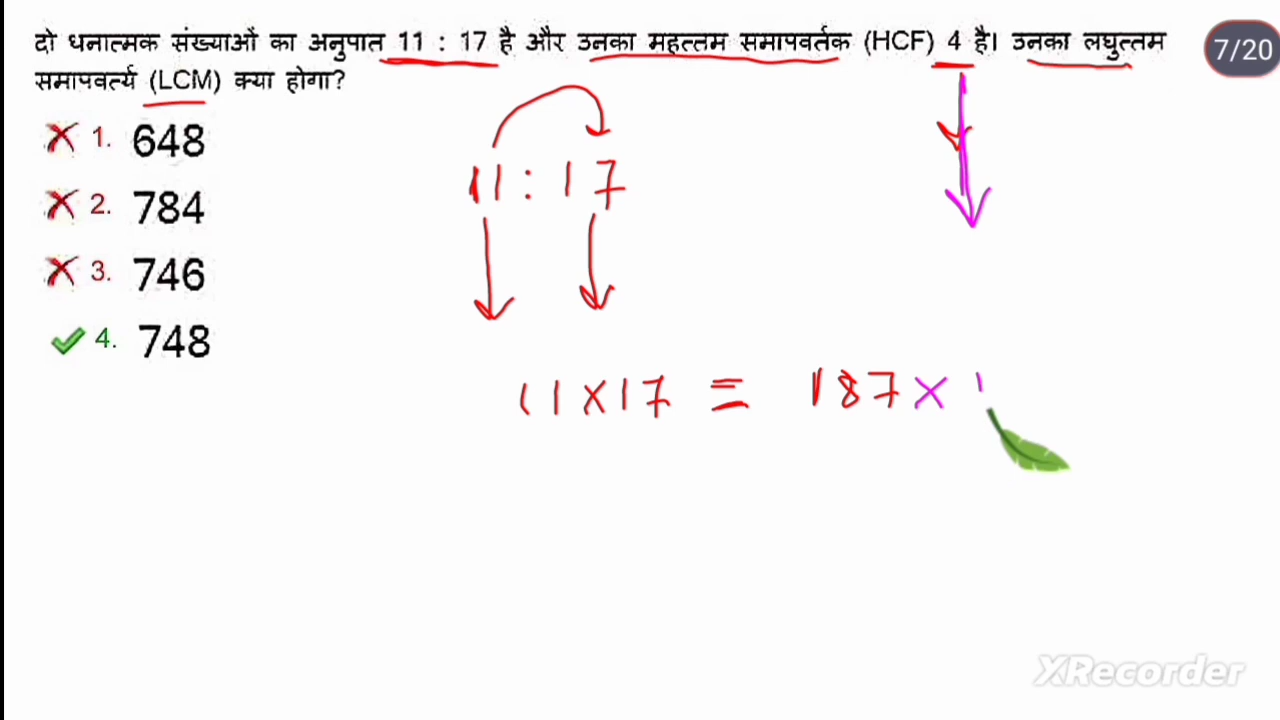 दो धनात्मक संख्याओं का अनुपात 11 : 17 है और उनका महत्तम समापवर्तक (HCF) 4 है। उनका लघुत्तम
समापवर्त्य (LCM) क्या होगा?
7/20
1. 648
2. 784
3. 746
4. 748
11 : 17
11 x 17 = 187 x
XRecorder